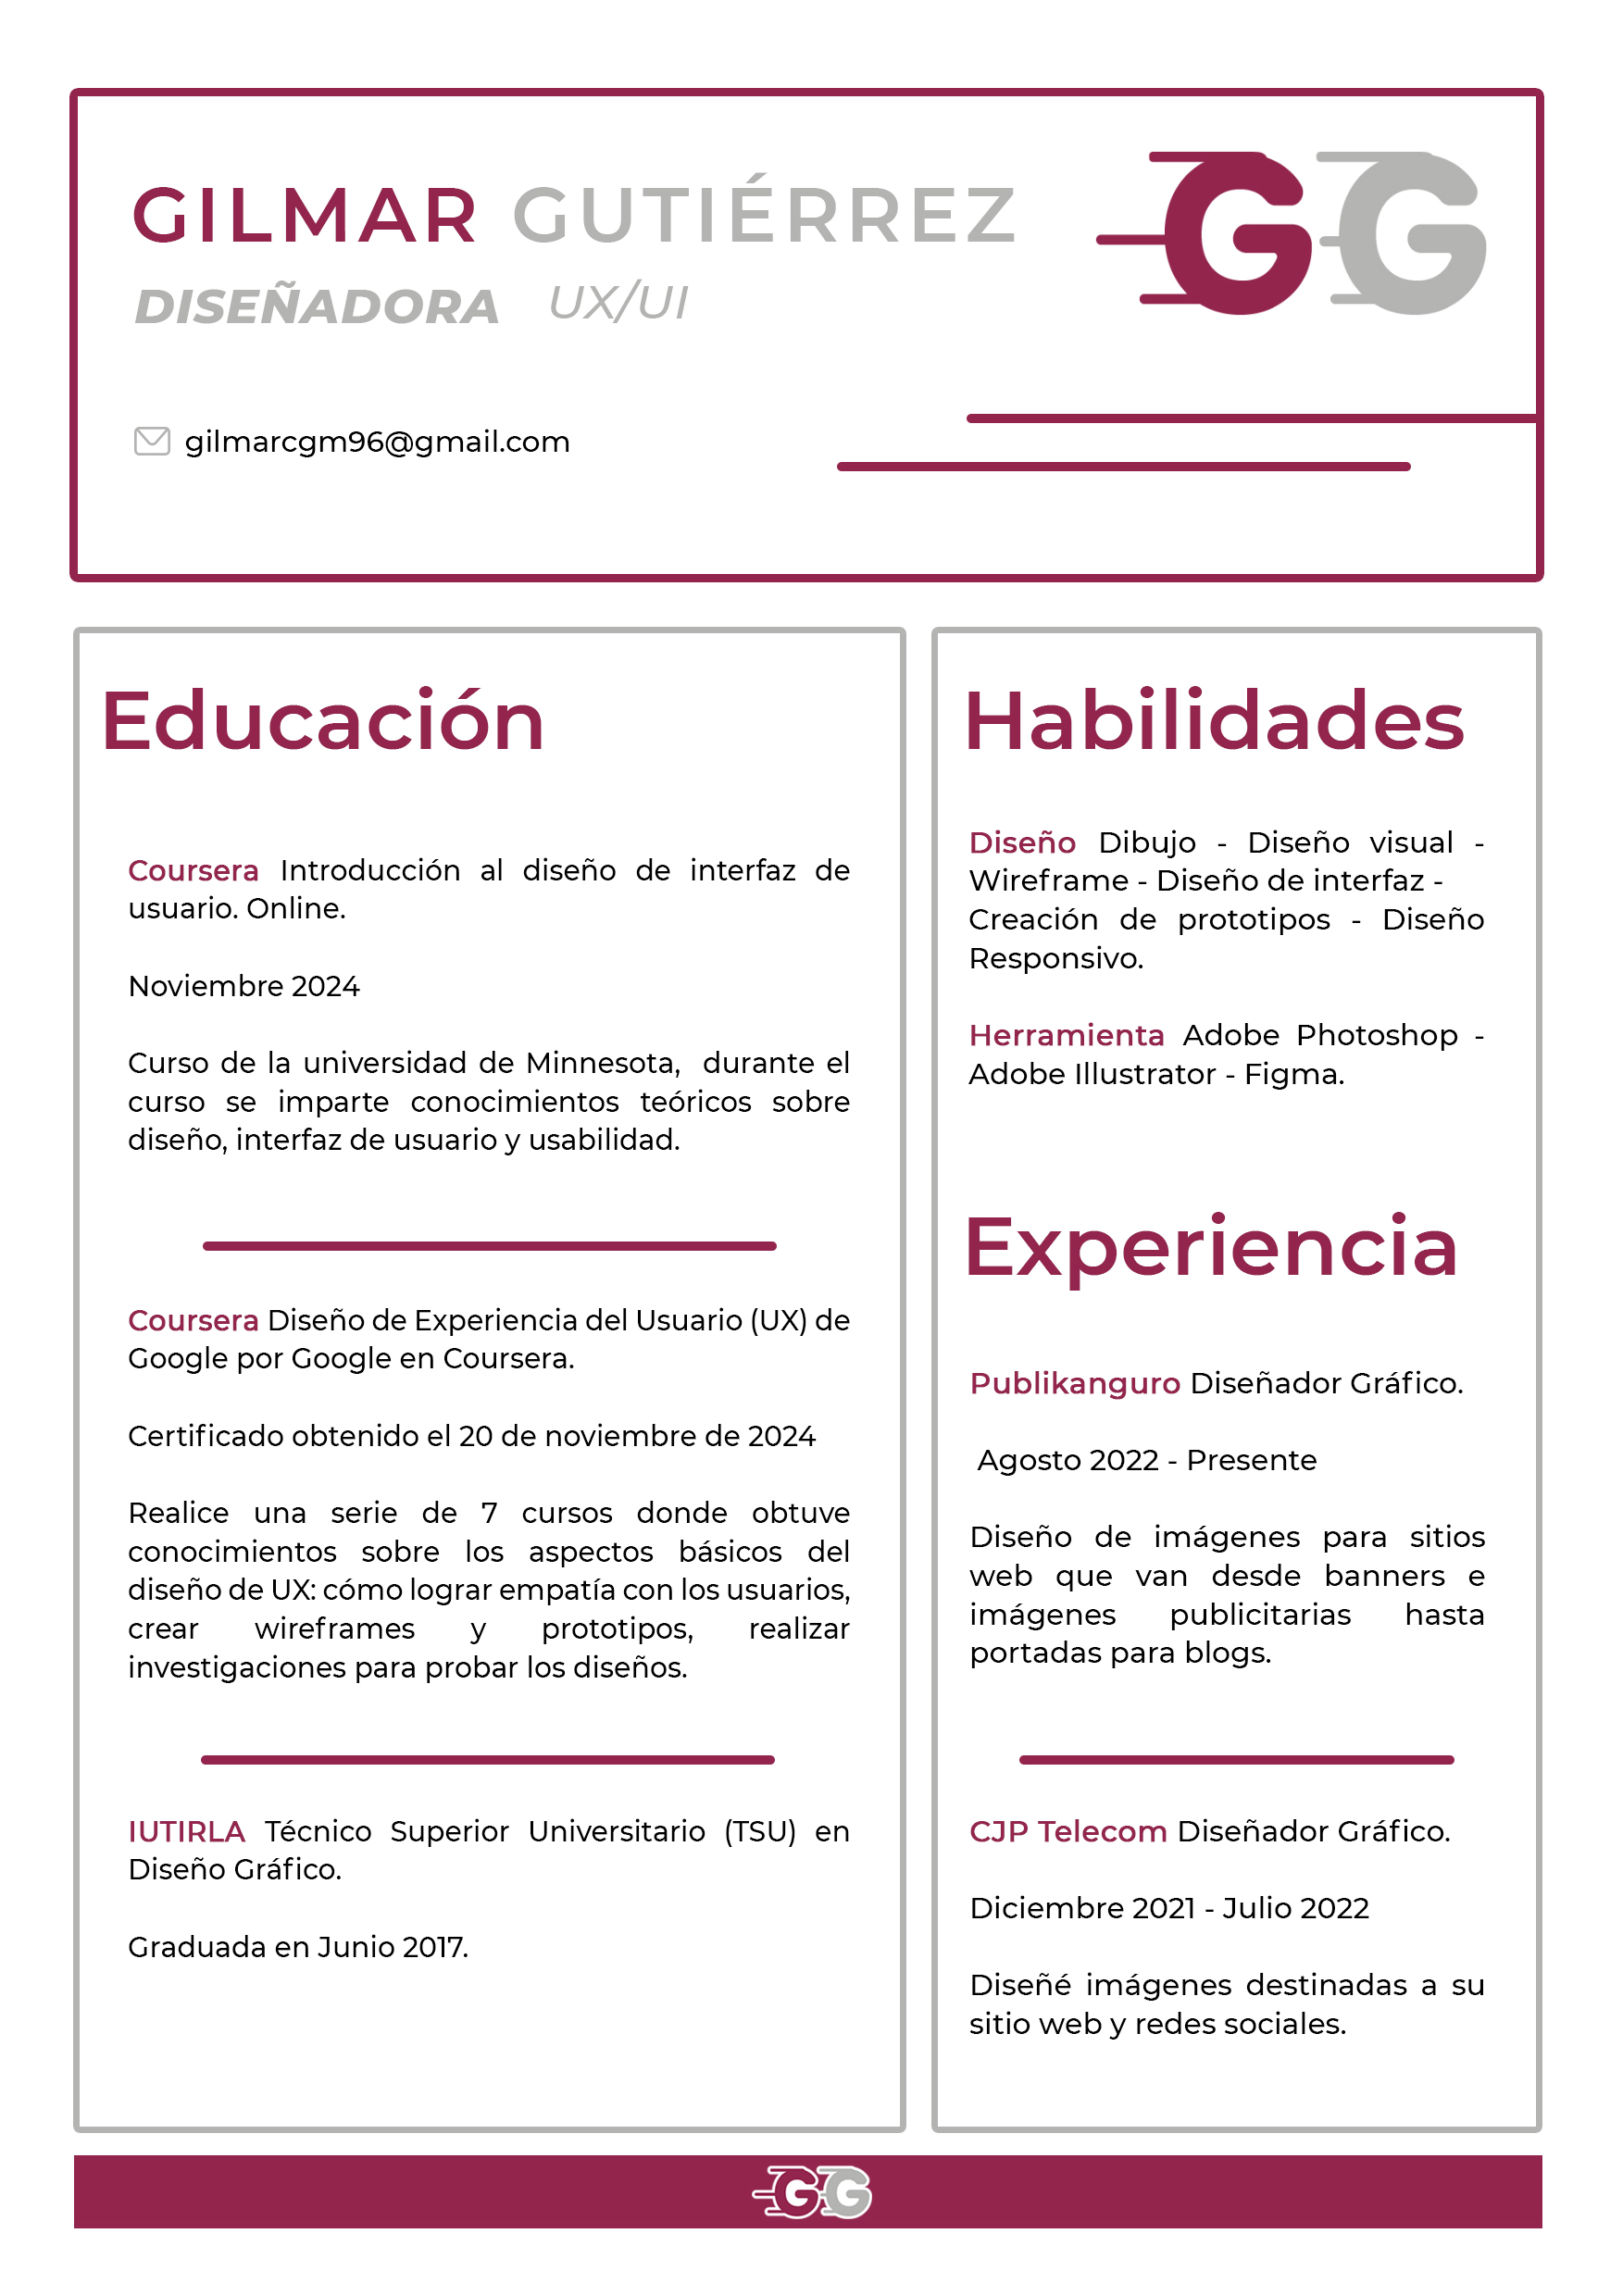 GILMAR GUTIÉRREZ
DISEÑADORA UX/UI
GG
gilmarcgm96@gmail.com
Educación
Coursera Introducción al diseño de interfaz de
usuario. Online.
Noviembre 2024
Curso de la universidad de Minnesota, durante el
curso se imparte conocimientos teóricos sobre
diseño, interfaz de usuario y usabilidad.
Coursera Diseño de Experiencia del Usuario (UX) de
Google por Google en Coursera.
Certificado obtenido el 20 de noviembre de 2024
Realice una serie de 7 cursos donde obtuve
conocimientos sobre los aspectos básicos del
diseño de UX: cómo lograr empatía con los usuarios,
crear wireframes y prototipos, realizar
investigaciones para probar los diseños.
IUTIRLA Técnico Superior Universitario (TSU) en
Diseño Gráfico.
Graduada en Junio 2017.
Habilidades
Diseño Dibujo - Diseño visual -
Wireframe - Diseño de interfaz -
Creación de prototipos - Diseño
Responsivo.
Herramienta Adobe Photoshop -
Adobe Illustrator - Figma.
Experiencia
Publikanguro Diseñador Gráfico.
Agosto 2022 - Presente
Diseño de imágenes para sitios
web que van desde banners e
imágenes publicitarias hasta
portadas para blogs.
CJP Telecom Diseñador Gráfico.
Diciembre 2021 - Julio 2022
Diseñé imágenes destinadas a su
sitio web y redes sociales.
GG